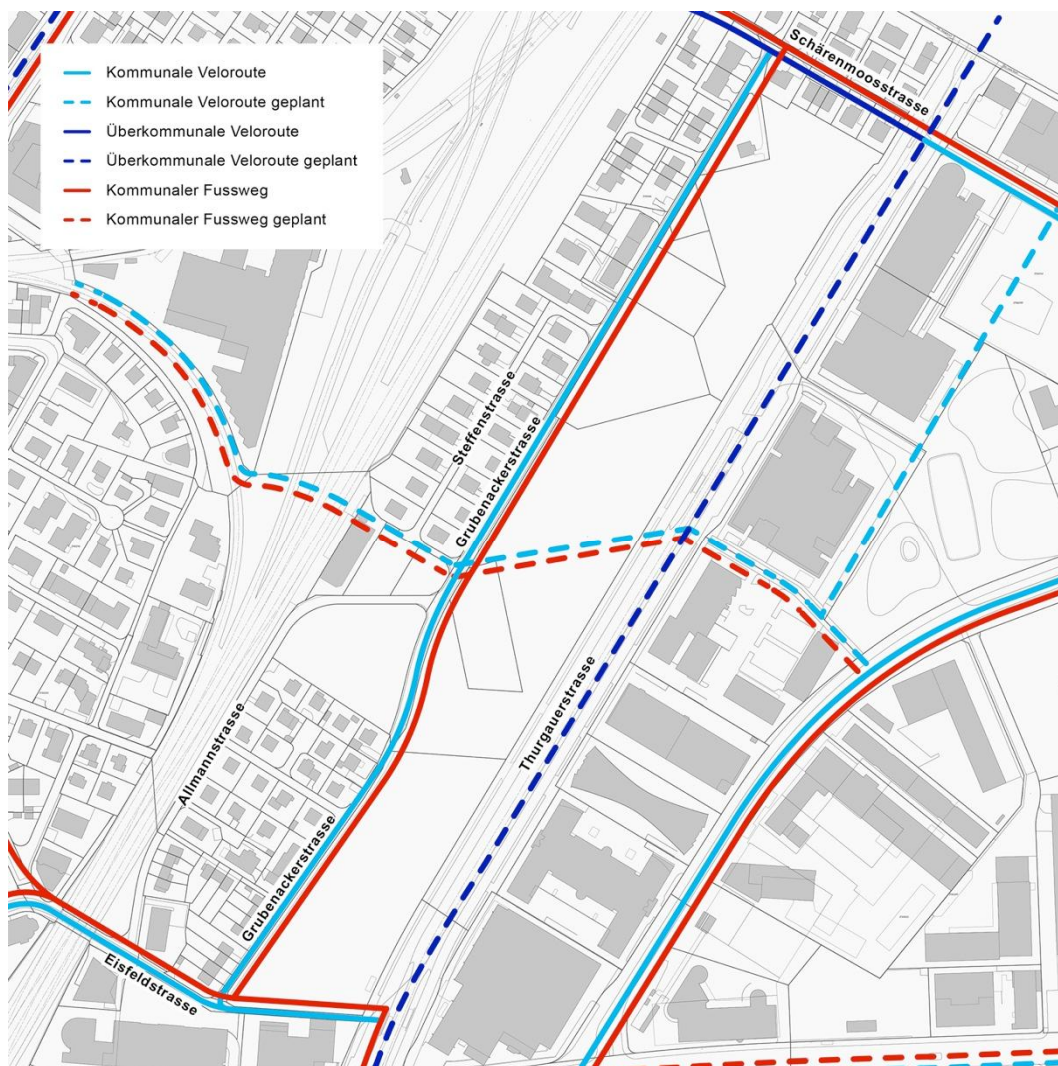 Kommunale Veloroute
Kommunale Veloroute geplant
Überkommunale Veloroute
Überkommunale Veloroute geplant
Kommunaler Fussweg
Kommunaler Fussweg geplant
Schärenmoosstrasse
Steffenstrasse
Grubenackerstrasse
Thurgauerstrasse
Allmannstrasse
Grubenackerstrasse
Eisfeldstrasse